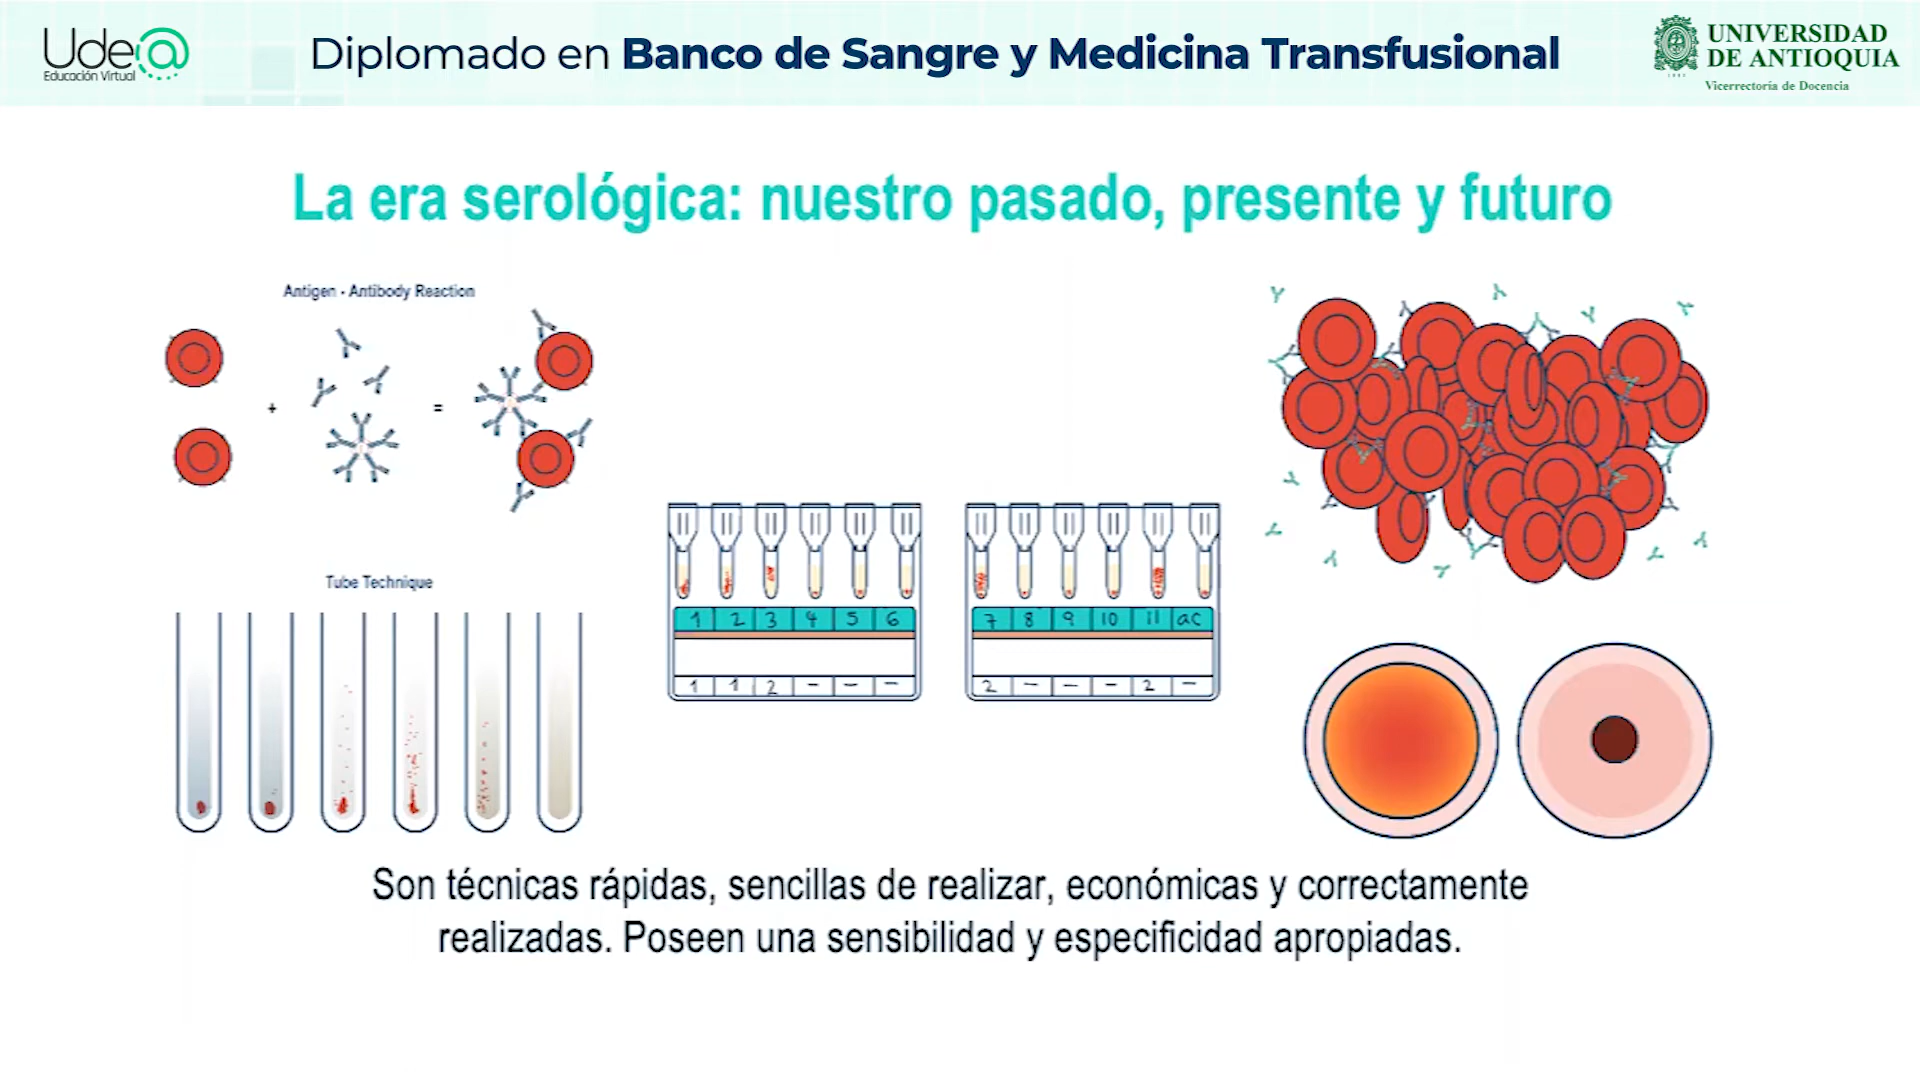 Ude@
Educación Virtual
Diplomado en Banco de Sangre y Medicina Transfusional
UNIVERSIDAD
DE ANTIOQUIA
1803
Vicerrectoría de Docencia
La era serológica: nuestro pasado, presente y futuro
Antigen - Antibody Reaction
+ =
Tube Technique
1 2 3 4 5 6
1 1 2 - - -
7 8 9 10 11 ac
2 - - - 2 -
Son técnicas rápidas, sencillas de realizar, económicas y correctamente
realizadas. Poseen una sensibilidad y especificidad apropiadas.